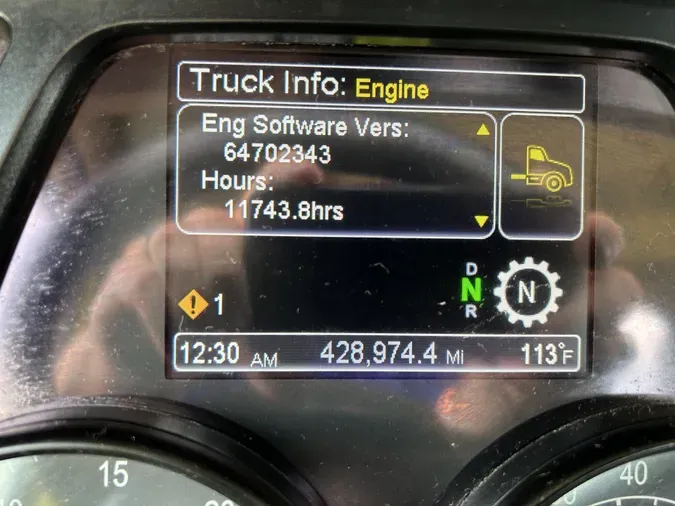 Truck Info: Engine
Eng Software Vers:
64702343
Hours:
11743.8hrs
D
N
R
N
1
12:30 AM 428,974.4 Mi 113°F
15
40